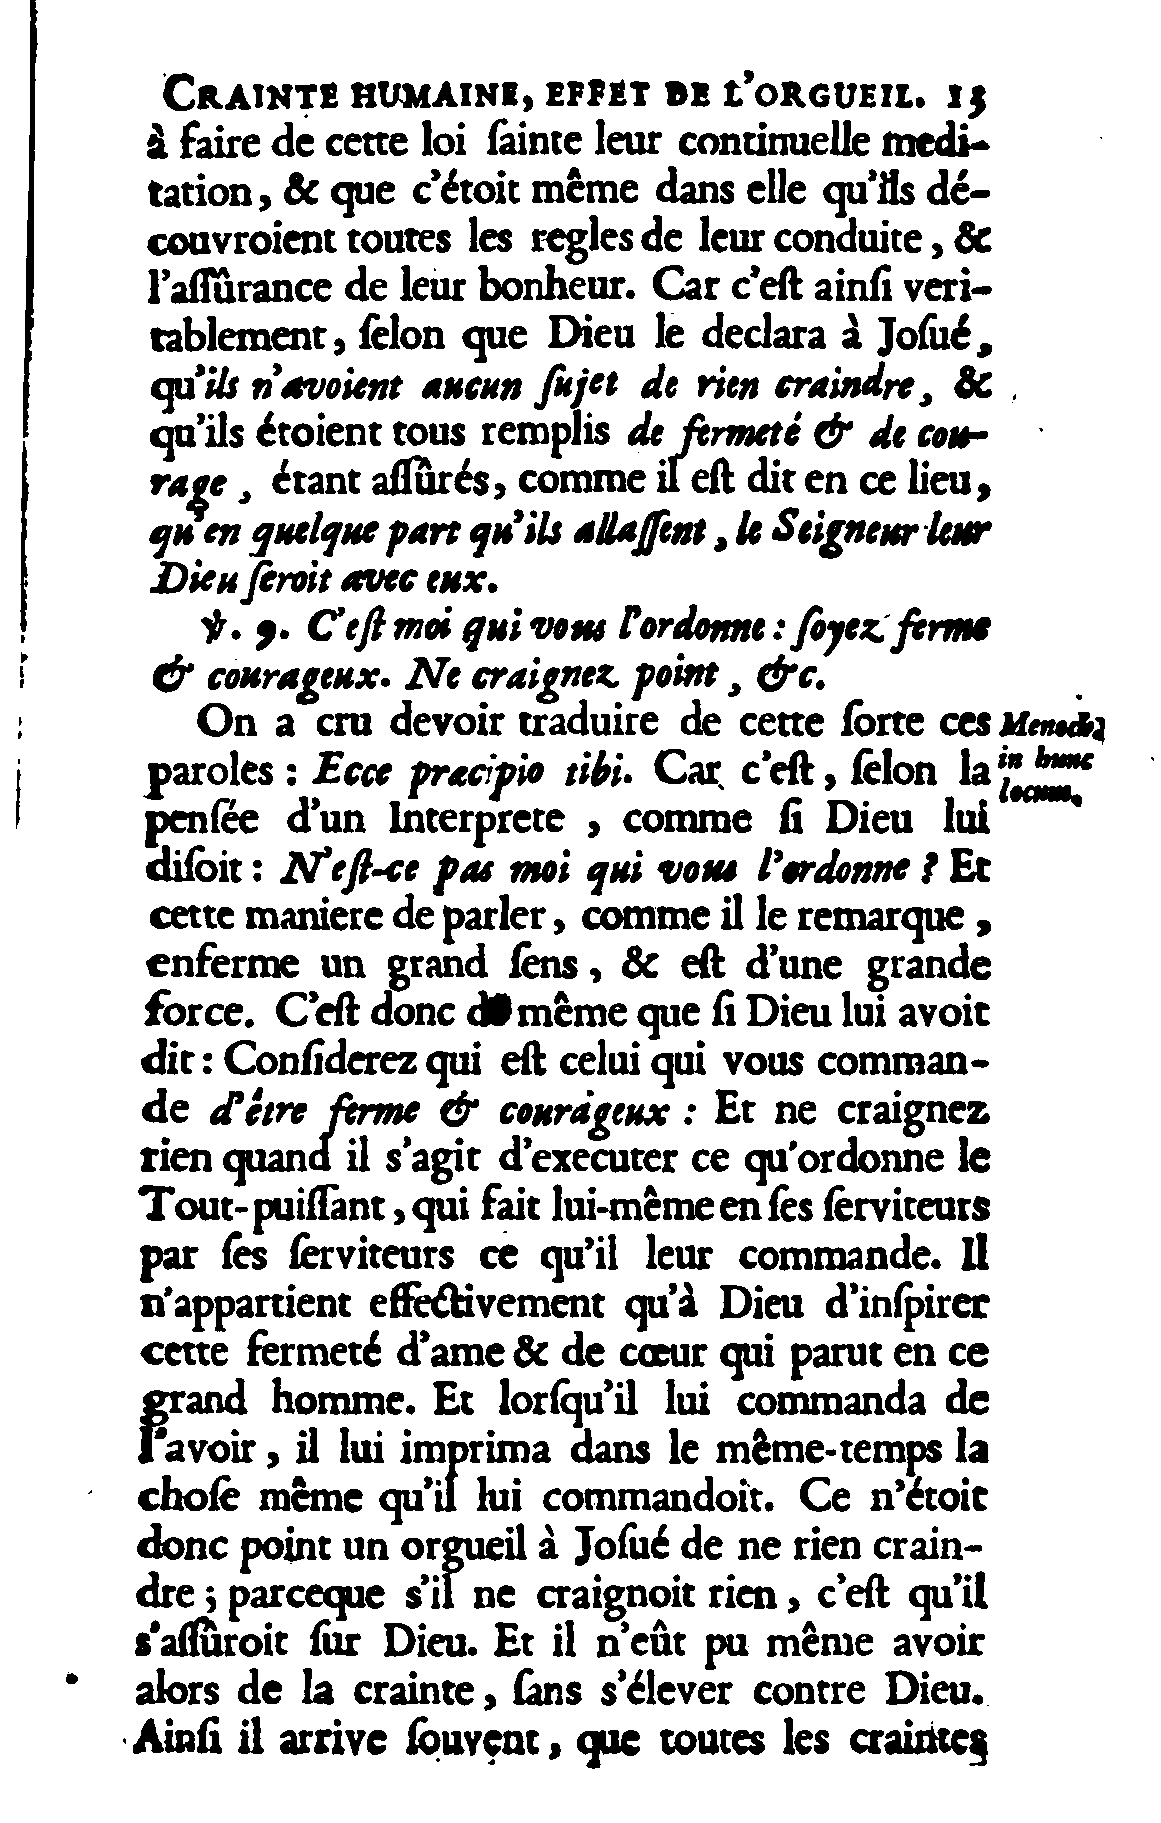 CRAINTE HUMAINE, EFFET DE L'ORGUEIL. 15
à faire de cette loi ſainte leur continuelle medi-
tation, & que c'étoit même dans elle qu'ils dé-
couvroient toutes les regles de leur conduite, &
l'aſſûrance de leur bonheur. Car c'eſt ainſi veri-
tablement, ſelon que Dieu le declara à Joſué,
qu'ils n'avoient aucun ſujet de rien craindre, &
qu'ils étoient tous remplis de fermeté & de cou-
rage, étant aſſûrés, comme il eſt dit en ce lieu,
qu'en quelque part qu'ils allaſſent, le Seigneur leur
Dieu ſeroit avec eux.
℣. 9. C'eſt moi qui vous l'ordonne : ſoyez ferme
& courageux. Ne craignez point, &c.
On a cru devoir traduire de cette ſorte ces
paroles : Ecce præcipio tibi. Car c'eſt, ſelon la
penſée d'un Interprete, comme ſi Dieu lui
diſoit : N'eſt-ce pas moi qui vous l'ordonne ? Et
cette maniere de parler, comme il le remarque,
enferme un grand ſens, & eſt d'une grande
force. C'eſt donc de même que ſi Dieu lui avoit
dit : Conſiderez qui eſt celui qui vous comman-
de d'être ferme & courageux : Et ne craignez
rien quand il s'agit d'executer ce qu'ordonne le
Tout-puiſſant, qui fait lui-même en ſes ſerviteurs
par ſes ſerviteurs ce qu'il leur commande. Il
n'appartient effectivement qu'à Dieu d'inſpirer
cette fermeté d'ame & de cœur qui parut en ce
grand homme. Et lorſqu'il lui commanda de
l'avoir, il lui imprima dans le même-temps la
choſe même qu'il lui commandoit. Ce n'étoit
donc point un orgueil à Joſué de ne rien crain-
dre ; parceque s'il ne craignoit rien, c'eſt qu'il
s'aſſûroit ſur Dieu. Et il n'eût pu même avoir
alors de la crainte, ſans s'élever contre Dieu.
Ainſi il arrive ſouvent, que toutes les craintes
Menoch.
in hunc
locum.